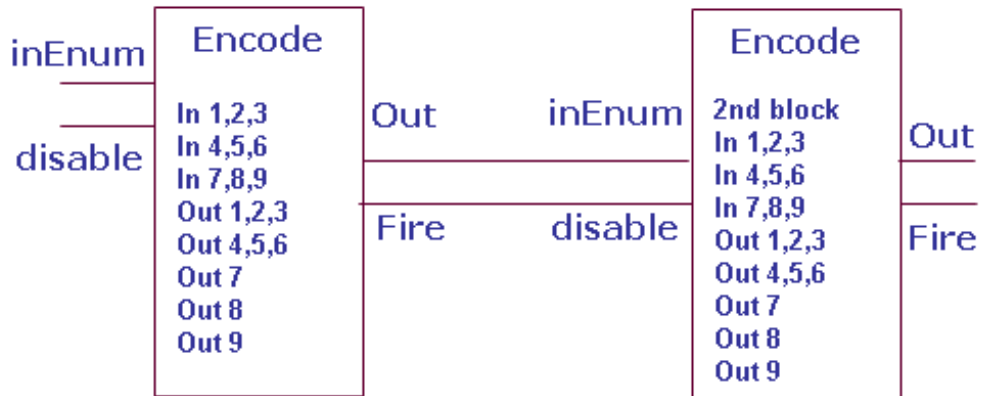 inEnum
disable
Encode
In 1,2,3
In 4,5,6
In 7,8,9
Out 1,2,3
Out 4,5,6
Out 7
Out 8
Out 9
Out
Fire
inEnum
disable
Encode
2nd block
In 1,2,3
In 4,5,6
In 7,8,9
Out 1,2,3
Out 4,5,6
Out 7
Out 8
Out 9
Out
Fire